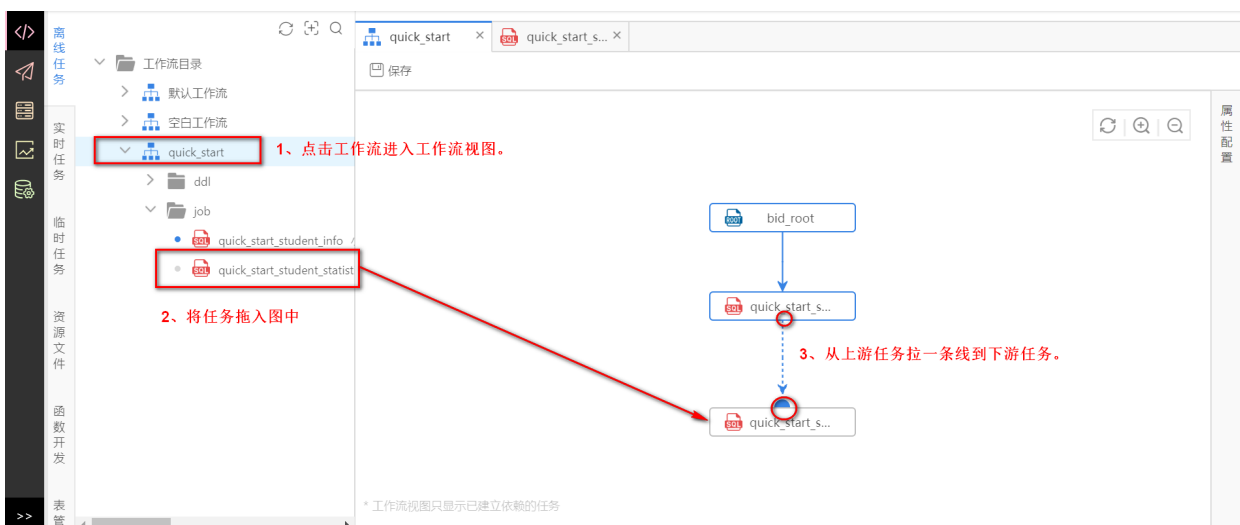 离线任务
实时任务
临时任务
资源文件
函数开发
表管
>>
工作流目录
默认工作流
空白工作流
quick_start
ddl
job
quick_start_student_info
quick_start_student_statist
1、点击工作流进入工作流视图。
2、将任务拖入图中
quick_start ×
quick_start_s... ×
保存
bid_root
quick_start_s...
3、从上游任务拉一条线到下游任务。
quick_start_s...
* 工作流视图只显示已建立依赖的任务
属性配置